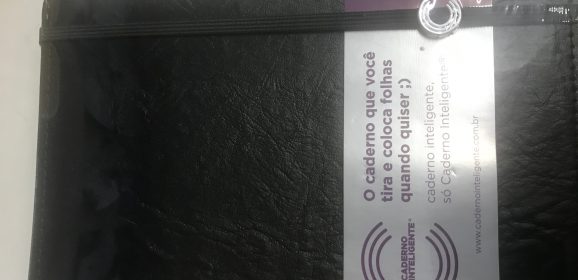 O caderno que você
tira e coloca folhas
quando quiser ;)
caderno inteligente,
só Caderno Inteligente.®
www.cadernointeligente.com.br
CADERNO
INTELIGENTE®